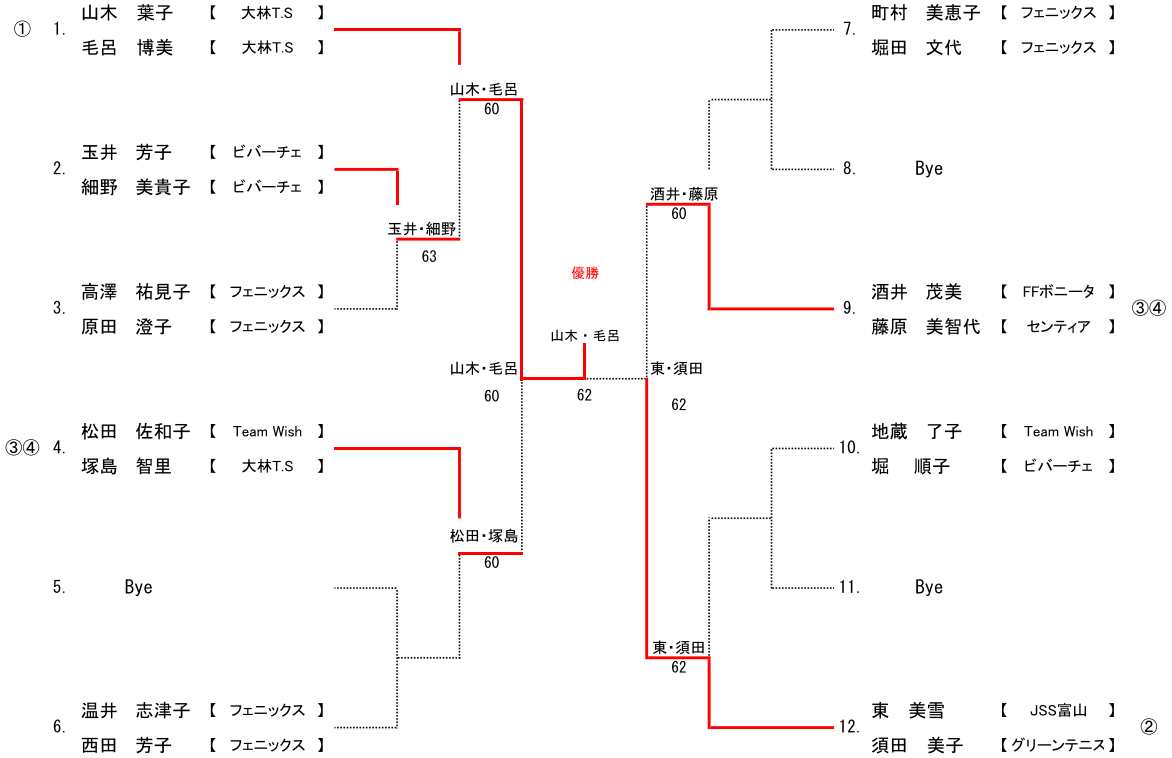 ① 1. 山木　葉子 【 大林T.S 】
毛呂　博美 【 大林T.S 】
山木・毛呂
60
2. 玉井　芳子 【 ビバーチェ 】
細野　美貴子 【 ビバーチェ 】
玉井・細野
63
3. 高澤　祐見子 【 フェニックス 】
原田　澄子 【 フェニックス 】
山木・毛呂
60
③④ 4. 松田　佐和子 【 Team Wish 】
塚島　智里 【 大林T.S 】
松田・塚島
60
5. Bye
6. 温井　志津子 【 フェニックス 】
西田　芳子 【 フェニックス 】
優勝
山木・毛呂
62
7. 町村　美恵子 【 フェニックス 】
堀田　文代 【 フェニックス 】
8. Bye
酒井・藤原
60
9. 酒井　茂美 【 FFボニータ 】 ③④
藤原　美智代 【 センティア 】
東・須田
62
10. 地蔵　了子 【 Team Wish 】
堀　順子 【 ビバーチェ 】
11. Bye
東・須田
62
12. 東　美雪 【 JSS富山 】 ②
須田　美子 【グリーンテニス】